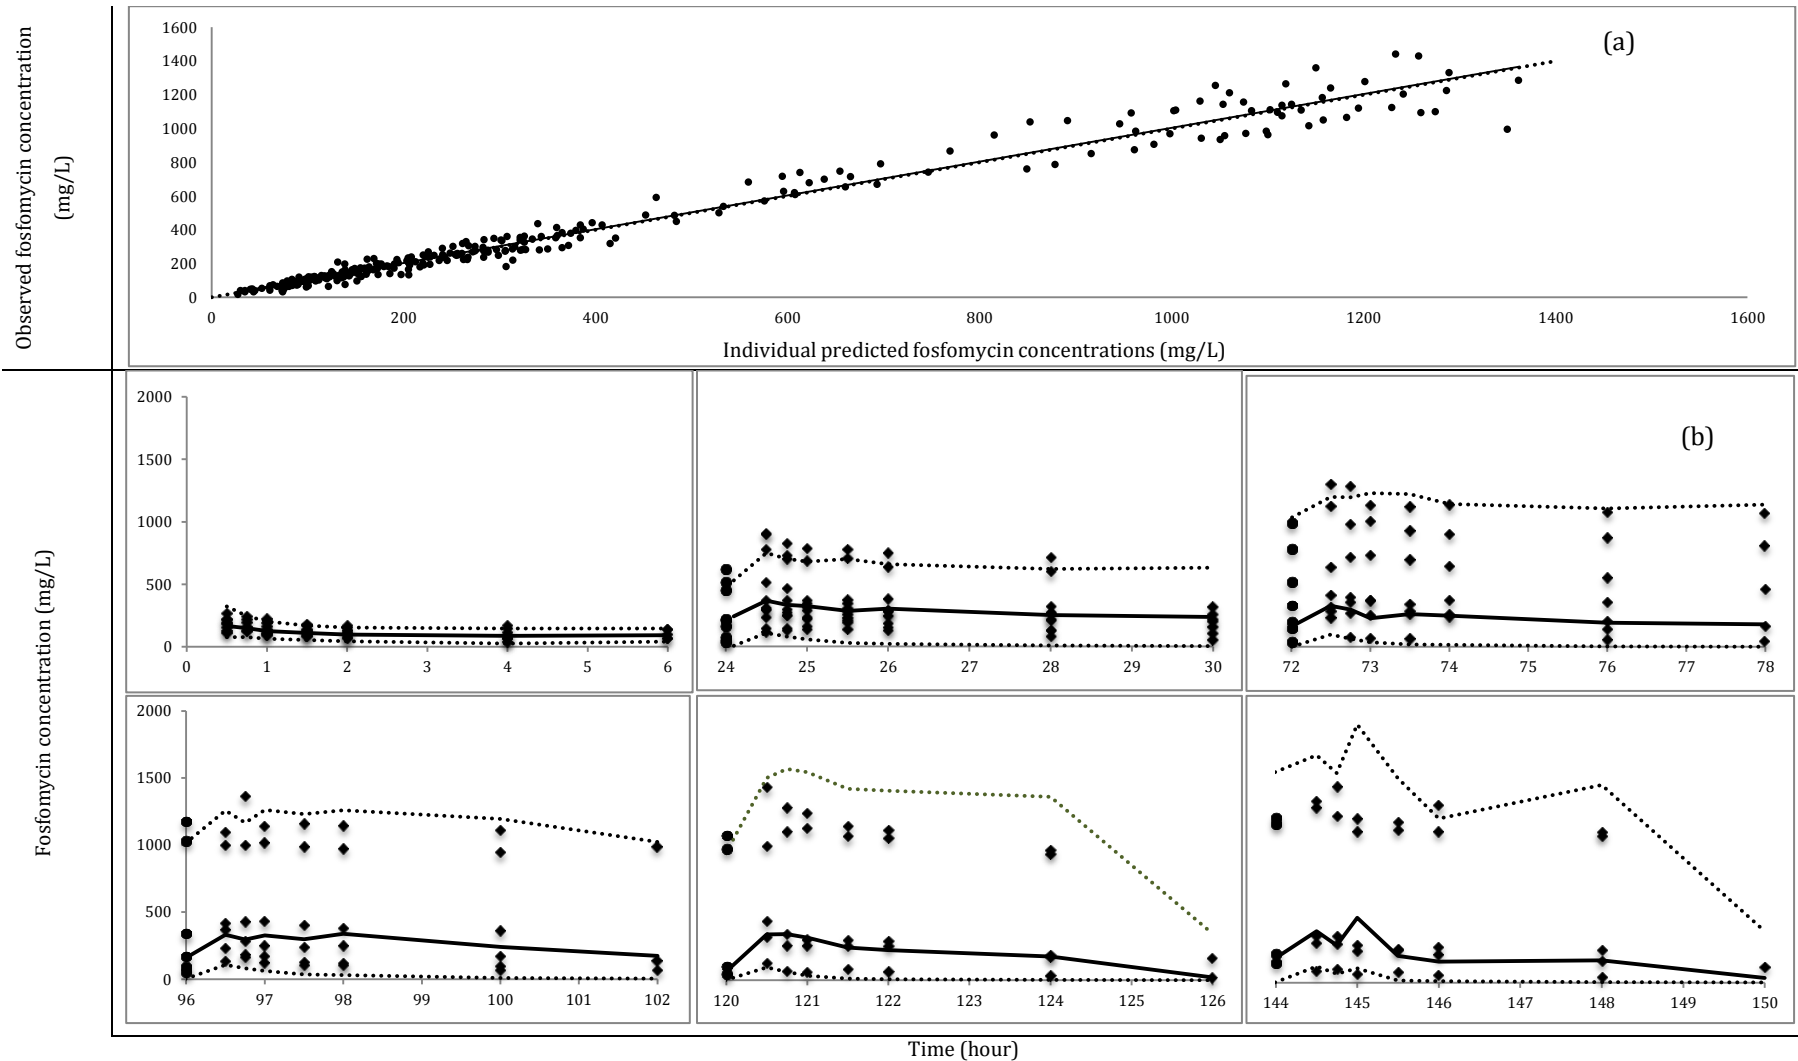 Observed fosfomycin concentration
(mg/L)
1600
1400
1200
1000
800
600
400
200
0
(a)
0 200 400 600 800 1000 1200 1400 1600
Individual predicted fosfomycin concentrations (mg/L)
Fosfomycin concentration (mg/L)
2000
1500
1000
500
0
0 1 2 3 4 5 6
24 25 26 27 28 29 30
(b)
72 73 74 75 76 77 78
2000
1500
1000
500
0
96 97 98 99 100 101 102
120 121 122 123 124 125 126
144 145 146 147 148 149 150
Time (hour)